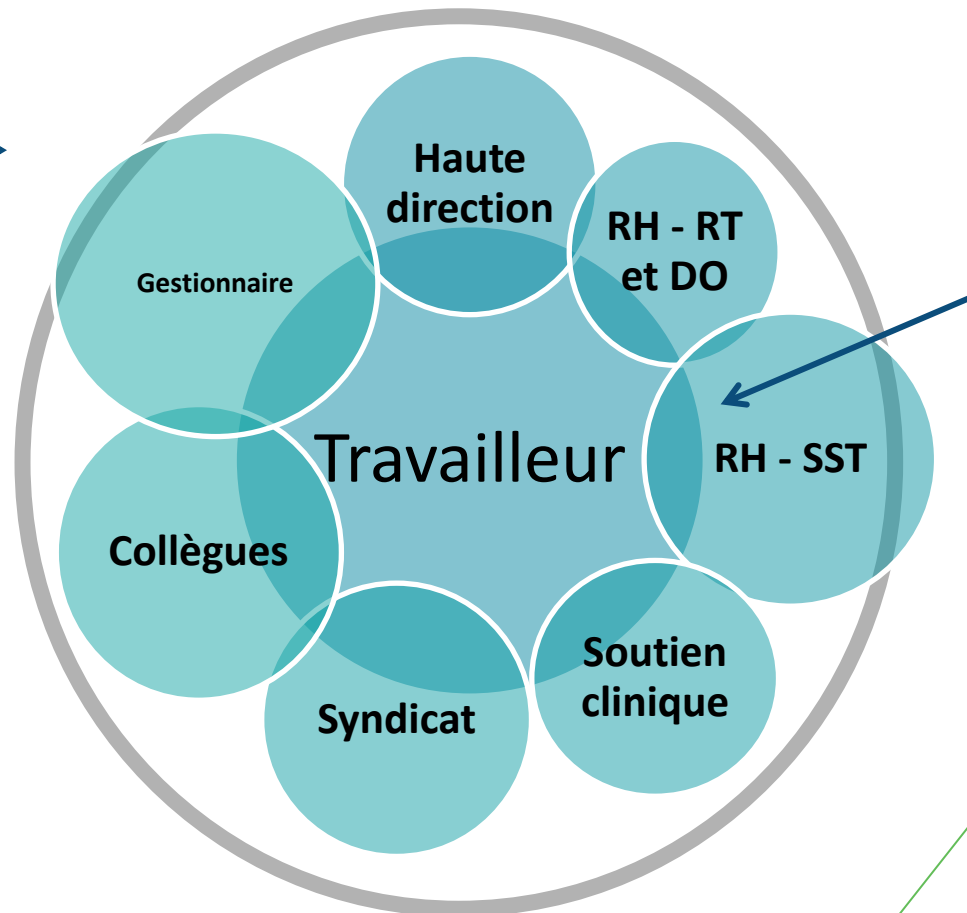 Haute
direction
RH - RT
et DO
Gestionnaire
Travailleur
RH - SST
Collègues
Soutien
clinique
Syndicat